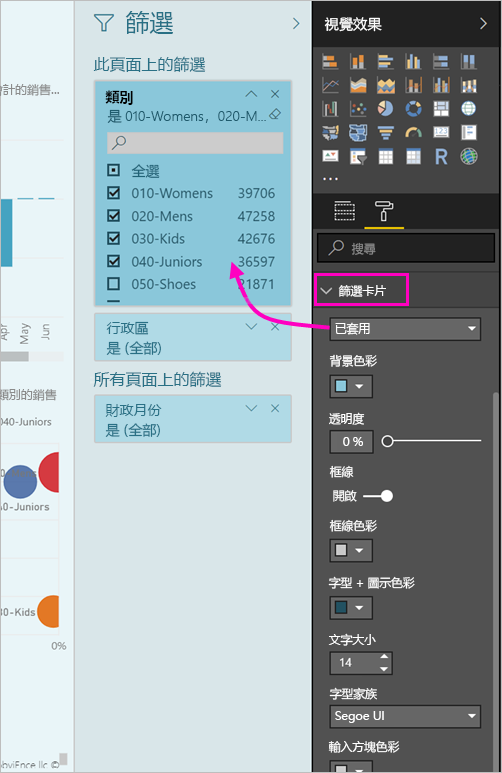 計的銷售...
Apr
May
Jun
類別的銷售
040-Juniors
0-Juniors
30-Kids
0%
obviEnce llc ©
篩選
此頁面上的篩選
類別
是 010-Womens，020-M...
全選
010-Womens 39706
020-Mens 47258
030-Kids 42676
040-Juniors 36597
050-Shoes 21871
行政區
是 (全部)
所有頁面上的篩選
財政月份
是 (全部)
視覺效果
R
...
搜尋
篩選卡片
已套用
背景色彩
透明度
0 %
框線
開啟
框線色彩
字型 + 圖示色彩
文字大小
14
字型家族
Segoe UI
輸入方塊色彩